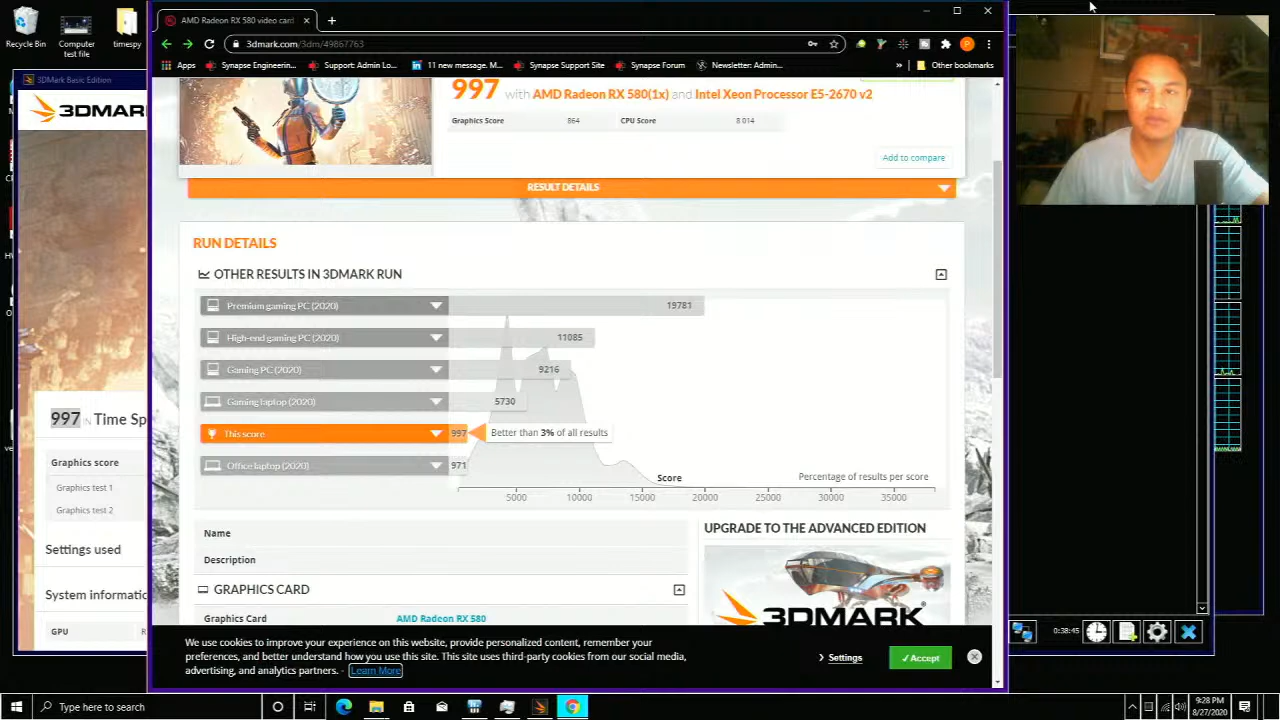 Recycle Bin
Computer test file
timespy
3DMark Basic Edition
3DMARK
997 IN Time Sp
Graphics score
Graphics test 1
Graphics test 2
Settings used
System informatic
GPU
AMD Radeon RX 580 video card
3dmark.com/3dm/49867763
Apps
Synapse Engineerin...
Support: Admin Lo...
11 new message. M...
Synapse Support Site
Synapse Forum
Newsletter: Admin...
»
Other bookmarks
997 with AMD Radeon RX 580(1x) and Intel Xeon Processor E5-2670 v2
Graphics Score 864 CPU Score 8 014
Add to compare
RESULT DETAILS
RUN DETAILS
OTHER RESULTS IN 3DMARK RUN
Premium gaming PC (2020) 19781
High-end gaming PC (2020) 11085
Gaming PC (2020) 9216
Gaming laptop (2020) 5730
This score 997 Better than 3% of all results
Office laptop (2020) 971
Score
Percentage of results per score
5000 10000 15000 20000 25000 30000 35000
Name
Description
GRAPHICS CARD
Graphics Card AMD Radeon RX 580
UPGRADE TO THE ADVANCED EDITION
3DMARK
We use cookies to improve your experience on this website, provide personalized content, remember your
preferences, and better understand how you use this site. This site uses third-party cookies from our social media,
advertising, and analytics partners. - Learn More
Settings
Accept
0:38:45
Type here to search
9:28 PM
8/27/2020